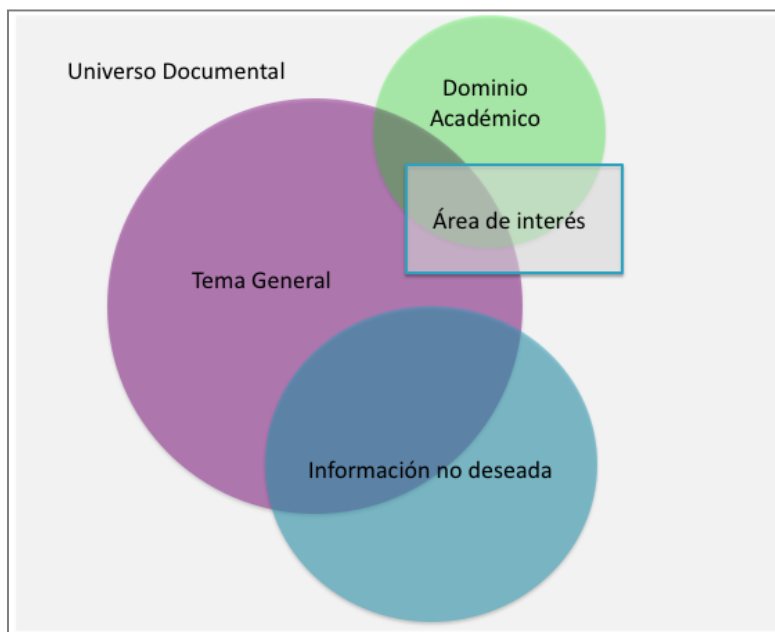 Universo Documental
Dominio
Académico
Área de interés
Tema General
Información no deseada